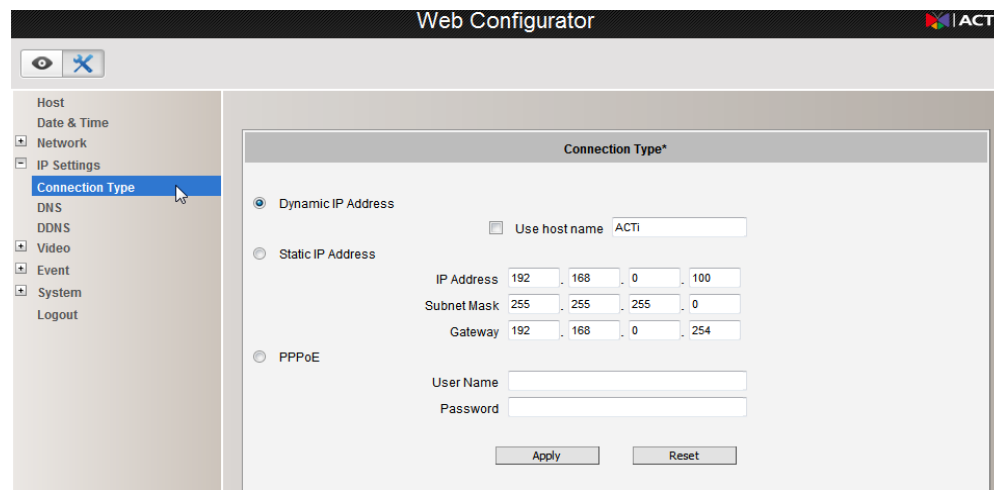 Web Configurator
ACT
Host
Date & Time
Network
IP Settings
Connection Type
DNS
DDNS
Video
Event
System
Logout
Connection Type*
Dynamic IP Address
Use host name ACTi
Static IP Address
IP Address 192 . 168 . 0 . 100
Subnet Mask 255 . 255 . 255 . 0
Gateway 192 . 168 . 0 . 254
PPPoE
User Name
Password
Apply Reset